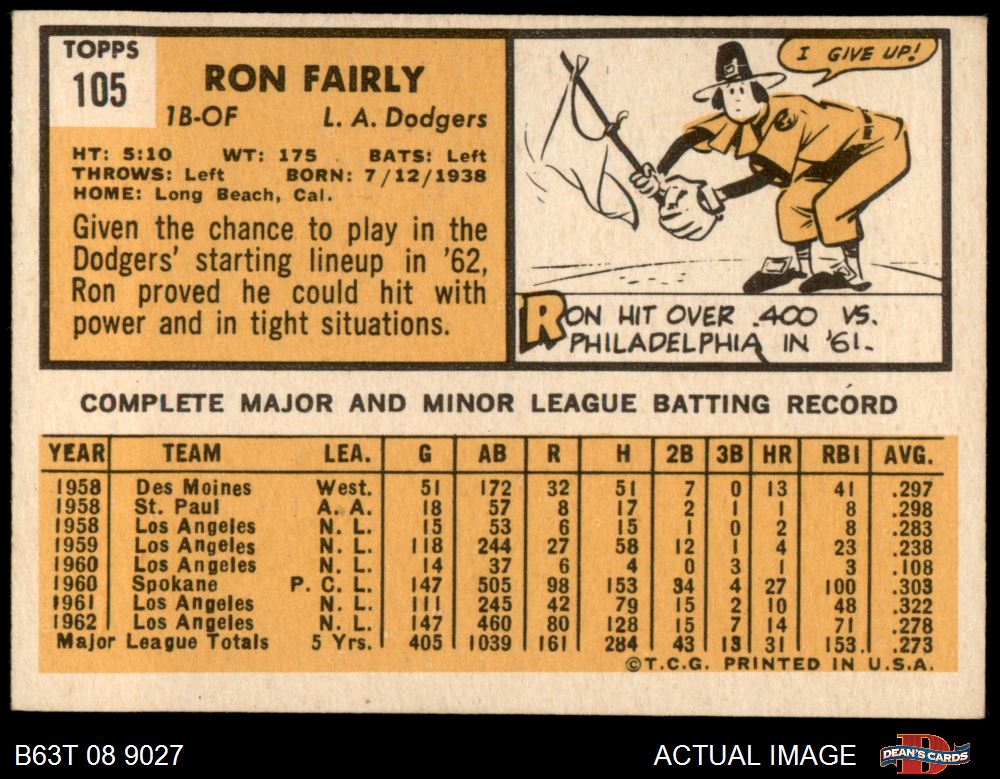 TOPPS
105
RON FAIRLY
1B-OF L. A. Dodgers
HT: 5:10 WT: 175 BATS: Left
THROWS: Left BORN: 7/12/1938
HOME: Long Beach, Cal.
Given the chance to play in the
Dodgers' starting lineup in '62,
Ron proved he could hit with
power and in tight situations.
I GIVE UP!
RON HIT OVER .400 VS.
PHILADELPHIA IN '61.
COMPLETE MAJOR AND MINOR LEAGUE BATTING RECORD
YEAR TEAM LEA. G AB R H 2B 3B HR RBI AVG.
1958 Des Moines West. 51 172 32 51 7 0 13 41 .297
1958 St. Paul A. A. 18 57 8 17 2 1 1 8 .298
1958 Los Angeles N. L. 15 53 6 15 1 0 2 8 .283
1959 Los Angeles N. L. 118 244 27 58 12 1 4 23 .238
1960 Los Angeles N. L. 14 37 6 4 0 3 1 3 .108
1960 Spokane P. C. L. 147 505 98 153 34 4 27 100 .303
1961 Los Angeles N. L. 111 245 42 79 15 2 10 48 .322
1962 Los Angeles N. L. 147 460 80 128 15 7 14 71 .278
Major League Totals 5 Yrs. 405 1039 161 284 43 13 31 153 .273
©T.C.G. PRINTED IN U.S.A.
B63T 08 9027 ACTUAL IMAGE DEAN'S CARDS